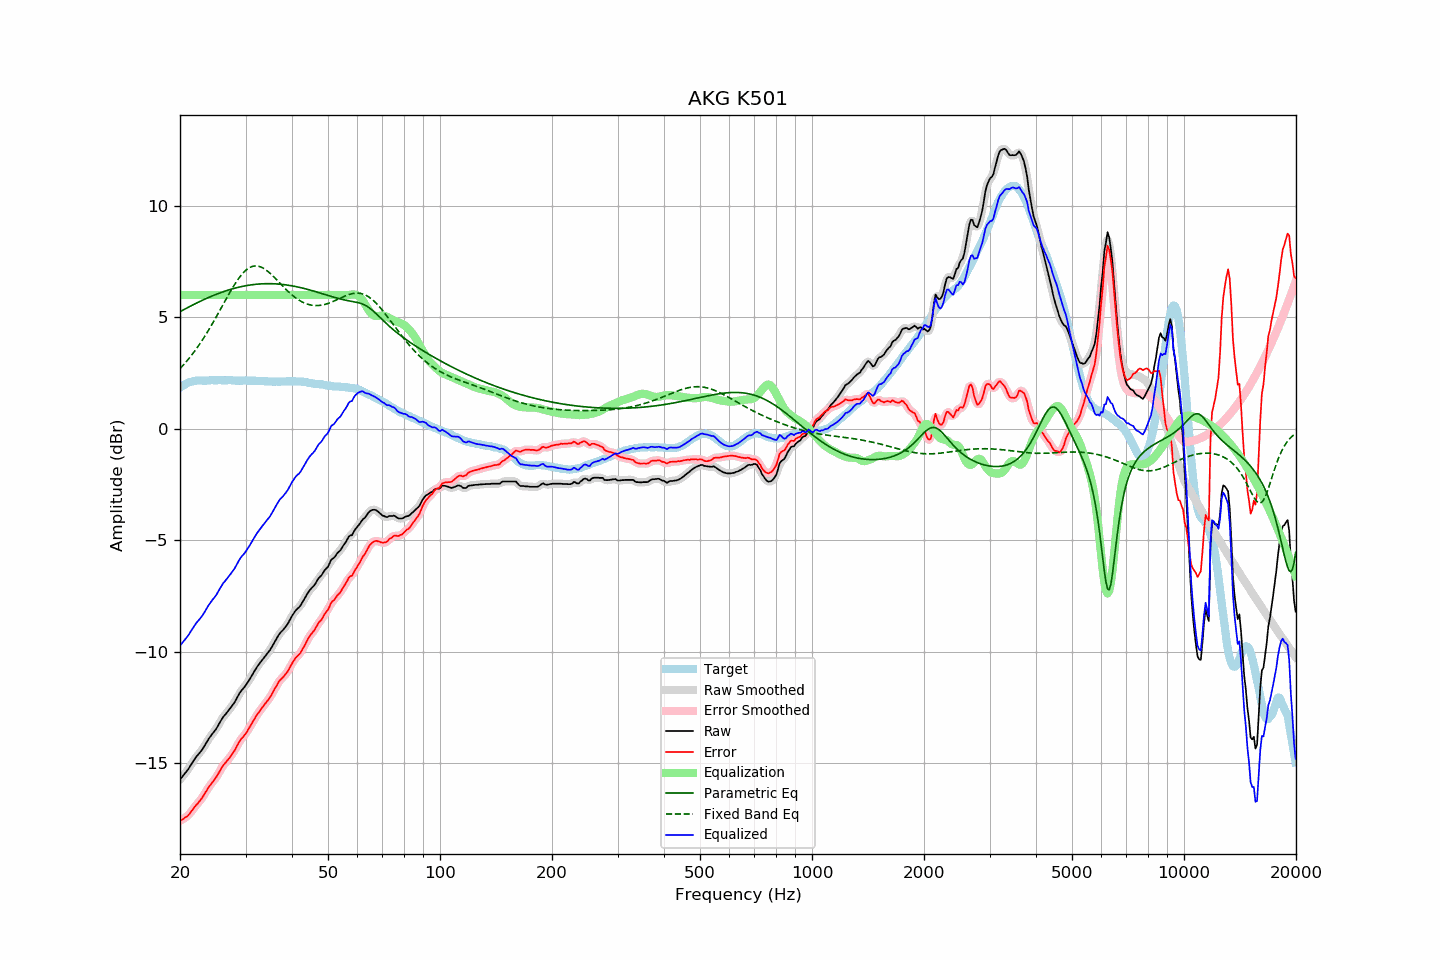 AKG K501
Amplitude (dBr)
10
5
0
−5
−10
−15
Target
Raw Smoothed
Error Smoothed
Raw
Error
Equalization
Parametric Eq
Fixed Band Eq
Equalized
20 50 100 200 500 1000 2000 5000 10000 20000
Frequency (Hz)